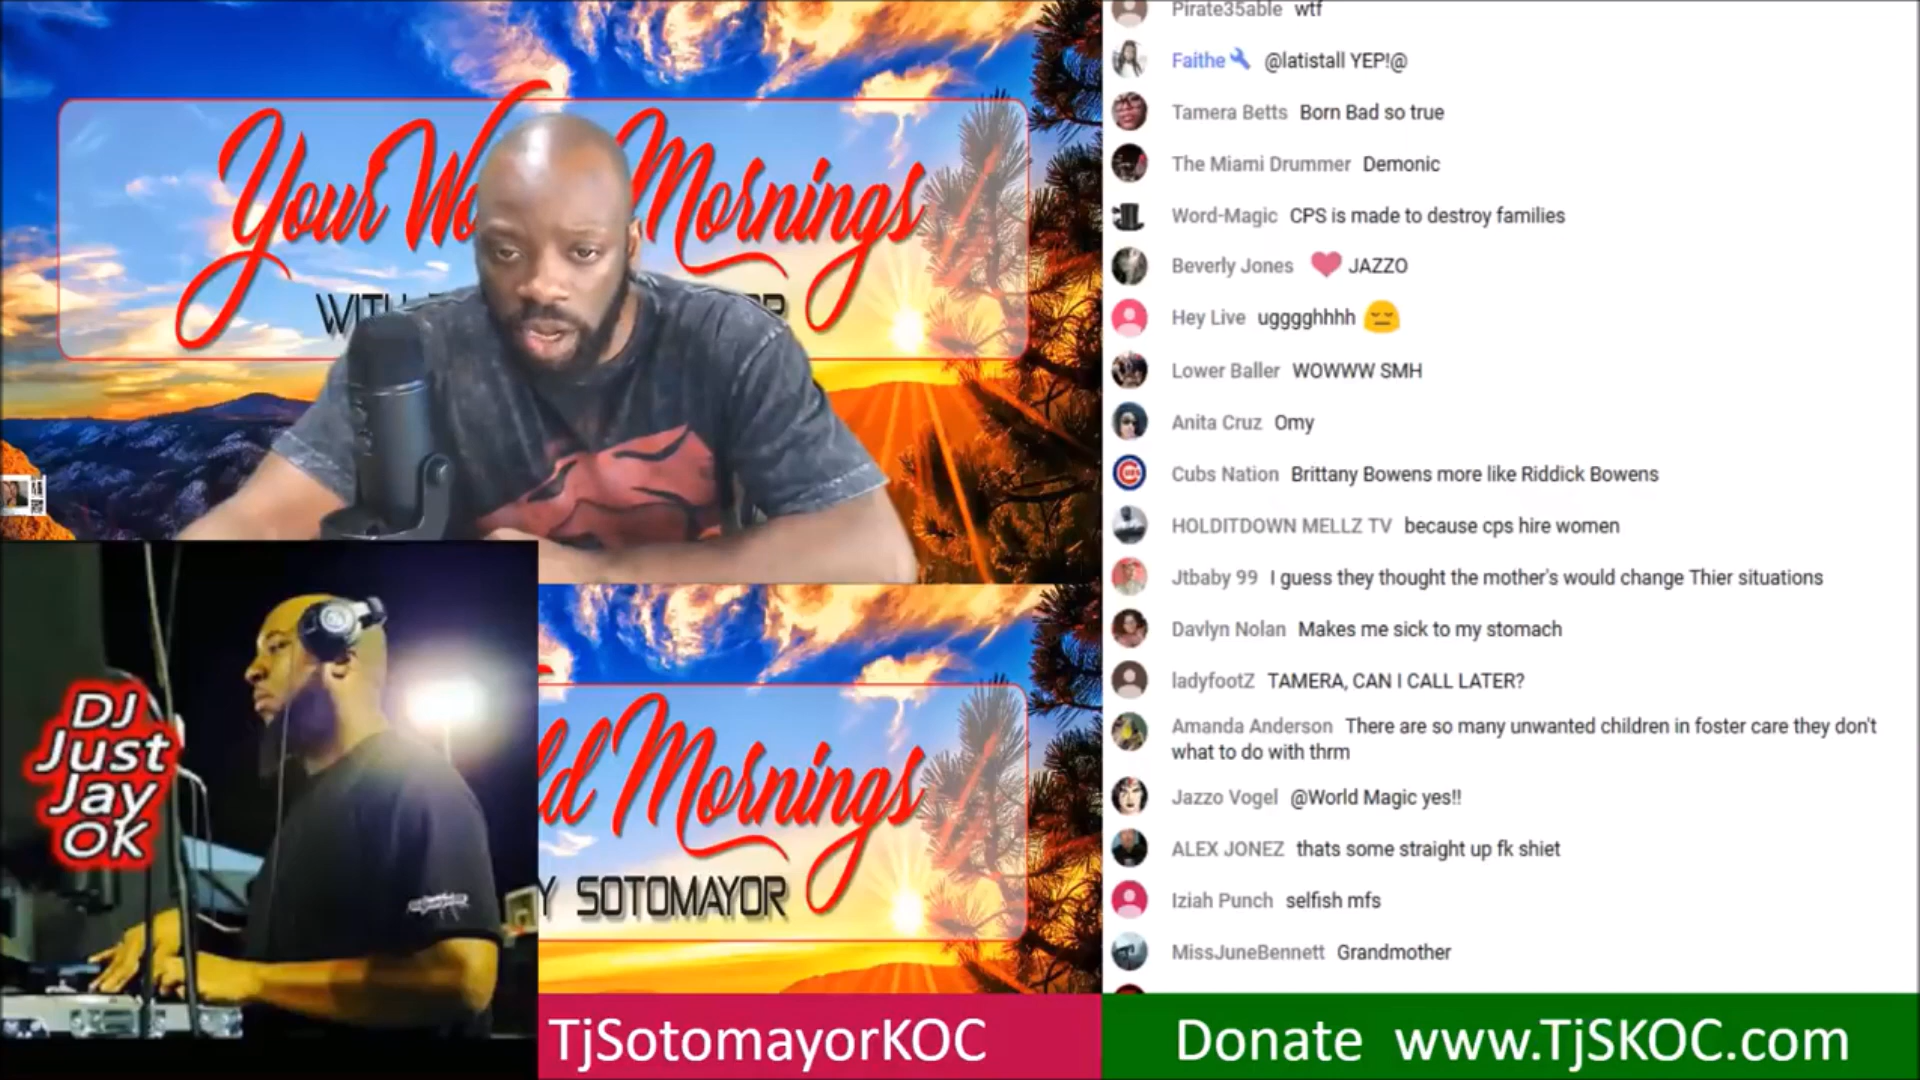 Your Wo Mornings
WITH
DJ
Just
Jay
OK
ld Mornings
Y SOTOMAYOR
TjSotomayorKOC
Pirate35able wtf
Faithe @latistall YEP!@
Tamera Betts Born Bad so true
The Miami Drummer Demonic
Word-Magic CPS is made to destroy families
Beverly Jones JAZZO
Hey Live ugggghhhh
Lower Baller WOWWW SMH
Anita Cruz Omy
Cubs Nation Brittany Bowens more like Riddick Bowens
HOLDITDOWN MELLZ TV because cps hire women
Jtbaby 99 I guess they thought the mother's would change Thier situations
Davlyn Nolan Makes me sick to my stomach
ladyfootZ TAMERA, CAN I CALL LATER?
Amanda Anderson There are so many unwanted children in foster care they don't
what to do with thrm
Jazzo Vogel @World Magic yes!!
ALEX JONEZ thats some straight up fk shiet
Iziah Punch selfish mfs
MissJuneBennett Grandmother
Donate www.TjSKOC.com